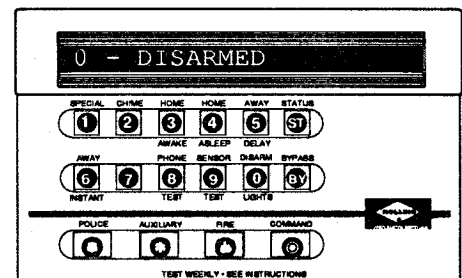 0 - DISARMED
SPECIAL CHIME HOME HOME AWAY STATUS
1 2 3 4 5 ST
AWAKE ASLEEP DELAY
AWAY PHONE SENSOR DISARM BYPASS
6 7 8 9 0 BY
INSTANT TEST TEST LIGHTS
ROLLINS
POLICE AUXILIARY FIRE COMMAND
TEST WEEKLY • SEE INSTRUCTIONS